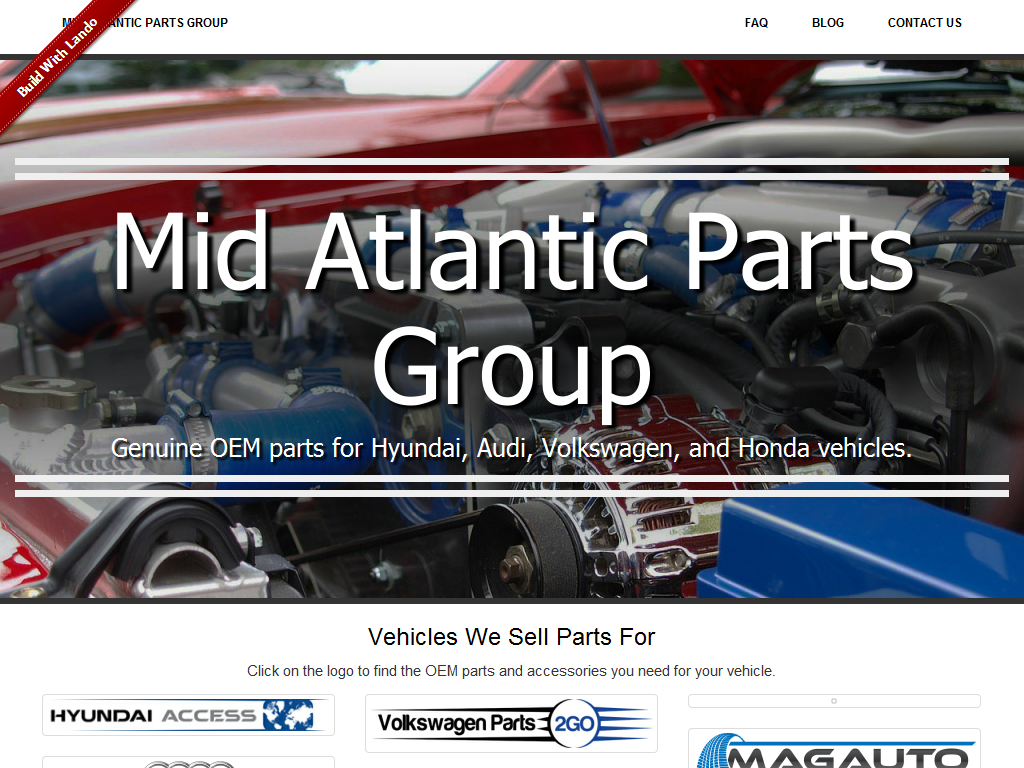 MID ATLANTIC PARTS GROUP
FAQ
BLOG
CONTACT US
Build With Lando
Mid Atlantic Parts
Group
Genuine OEM parts for Hyundai, Audi, Volkswagen, and Honda vehicles.
Vehicles We Sell Parts For
Click on the logo to find the OEM parts and accessories you need for your vehicle.
HYUNDAI ACCESS
Volkswagen Parts 2GO
MAGAUTO